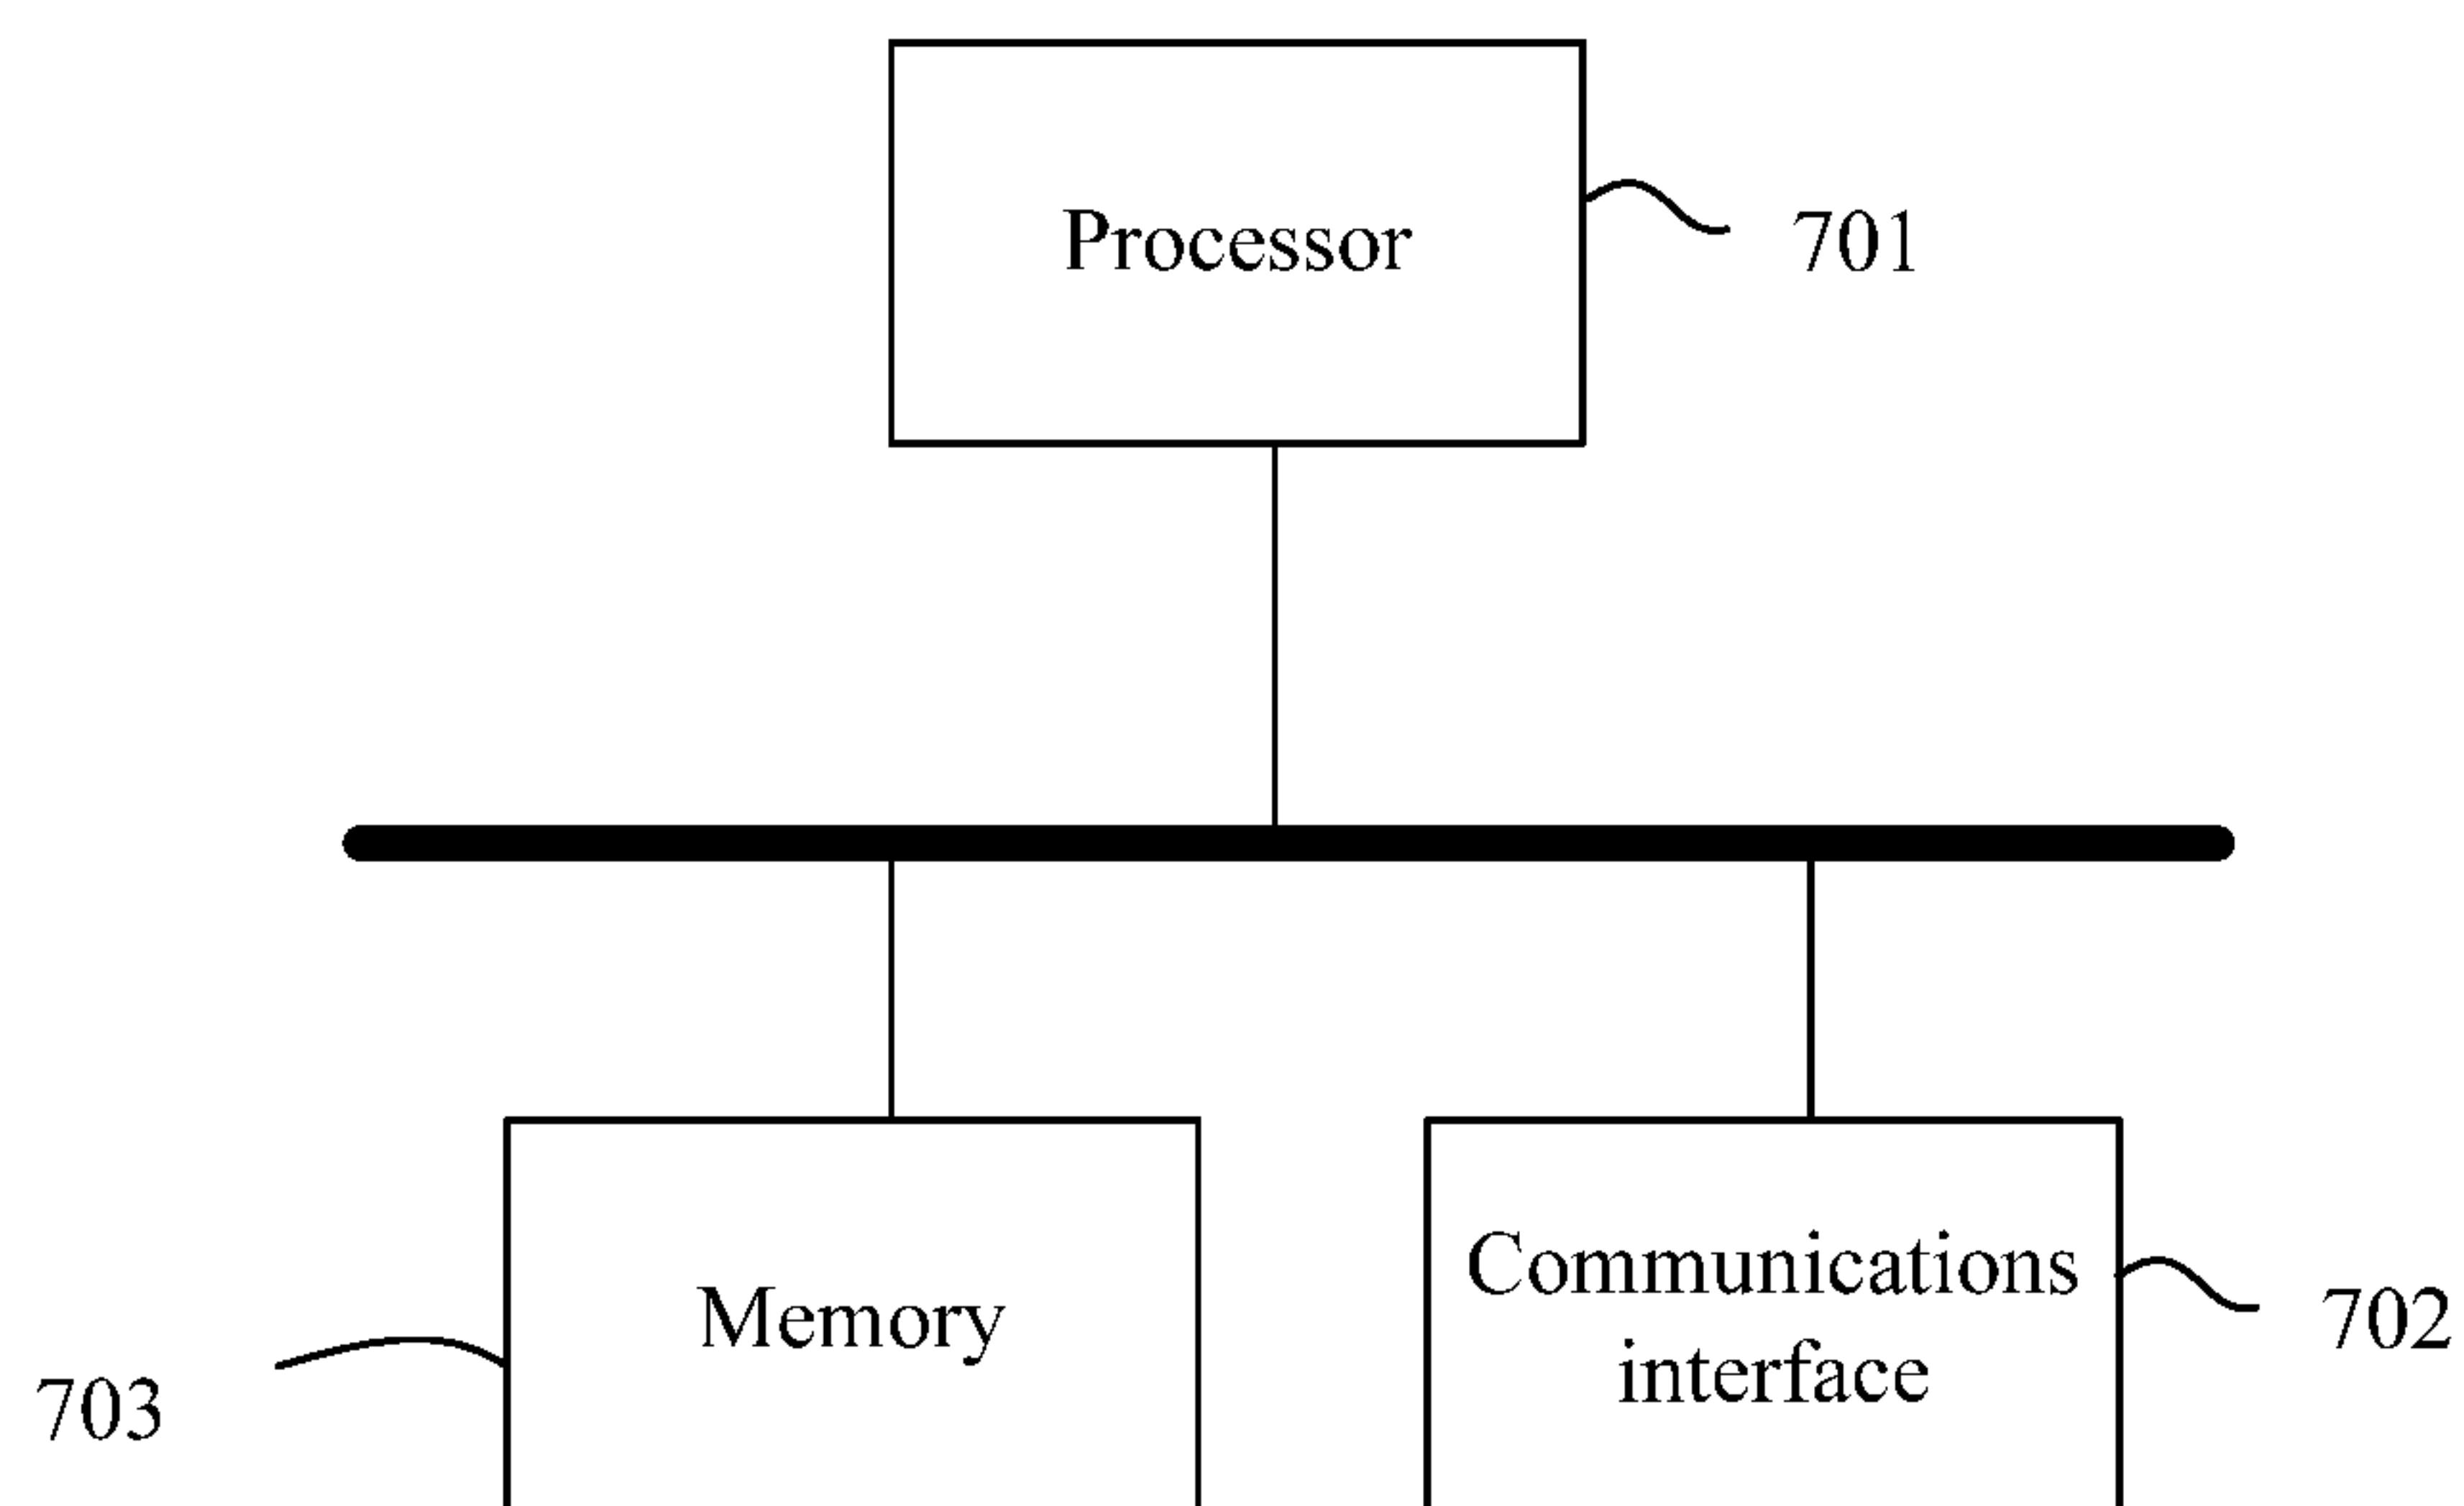 Processor
701
Memory
Communications
interface
702
703